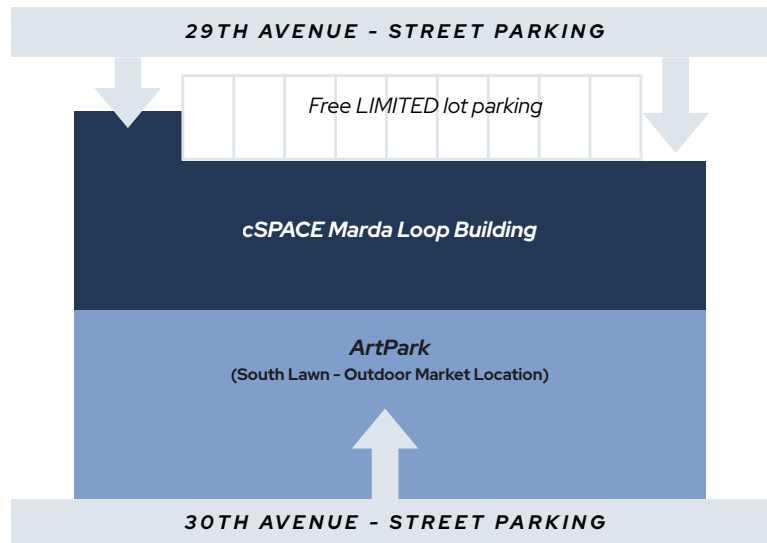 29TH AVENUE - STREET PARKING
Free LIMITED lot parking
cSPACE Marda Loop Building
ArtPark
(South Lawn - Outdoor Market Location)
30TH AVENUE - STREET PARKING